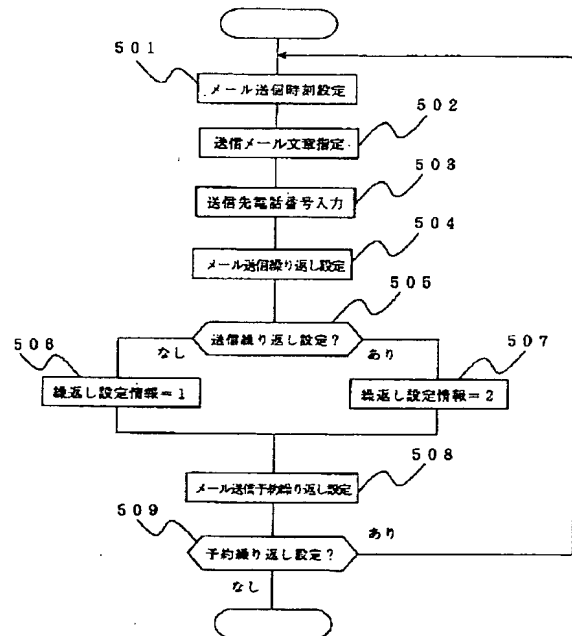 501
メール送信時刻設定
502
送信メール文章指定
503
送信先電話番号入力
504
メール送信繰り返し設定
505
送信繰り返し設定?
なし
あり
506
507
繰返し設定情報=1
繰返し設定情報=2
508
メール送信予約繰り返し設定
509
予約繰り返し設定?
あり
なし